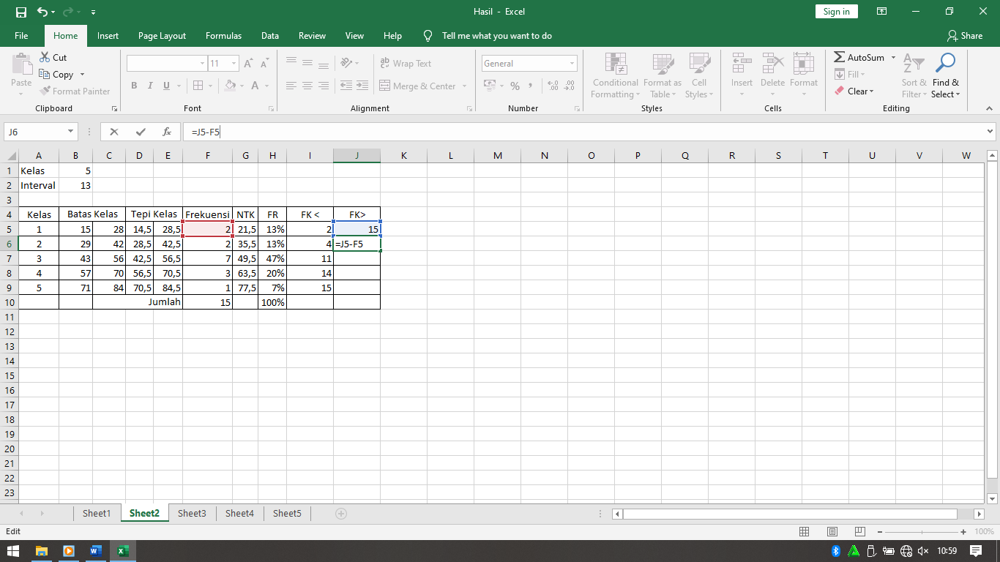 Hasil - Excel
Sign in
File Home Insert Page Layout Formulas Data Review View Help Tell me what you want to do Share
Paste Cut Copy Format Painter
11
B I U A
ab Wrap Text
Merge & Center
General
% , ,0 ,00 ,00 ,0
Conditional Formatting Format as Table Cell Styles
Insert Delete Format
AutoSum Fill Clear
Sort & Filter Find & Select
Clipboard Font Alignment Number Styles Cells Editing
J6 fx =J5-F5
A B C D E F G H I J K L M N O P Q R S T U V W
1 Kelas 5
2 Interval 13
3
4 Kelas Batas Kelas Tepi Kelas Frekuensi NTK FR FK < FK>
5 1 15 28 14,5 28,5 2 21,5 13% 2 15
6 2 29 42 28,5 42,5 2 35,5 13% 4 =J5-F5
7 3 43 56 42,5 56,5 7 49,5 47% 11
8 4 57 70 56,5 70,5 3 63,5 20% 14
9 5 71 84 70,5 84,5 1 77,5 7% 15
10 Jumlah 15 100%
11
12
13
14
15
16
17
18
19
20
21
22
23
Sheet1 Sheet2 Sheet3 Sheet4 Sheet5
Edit 100%
10:59